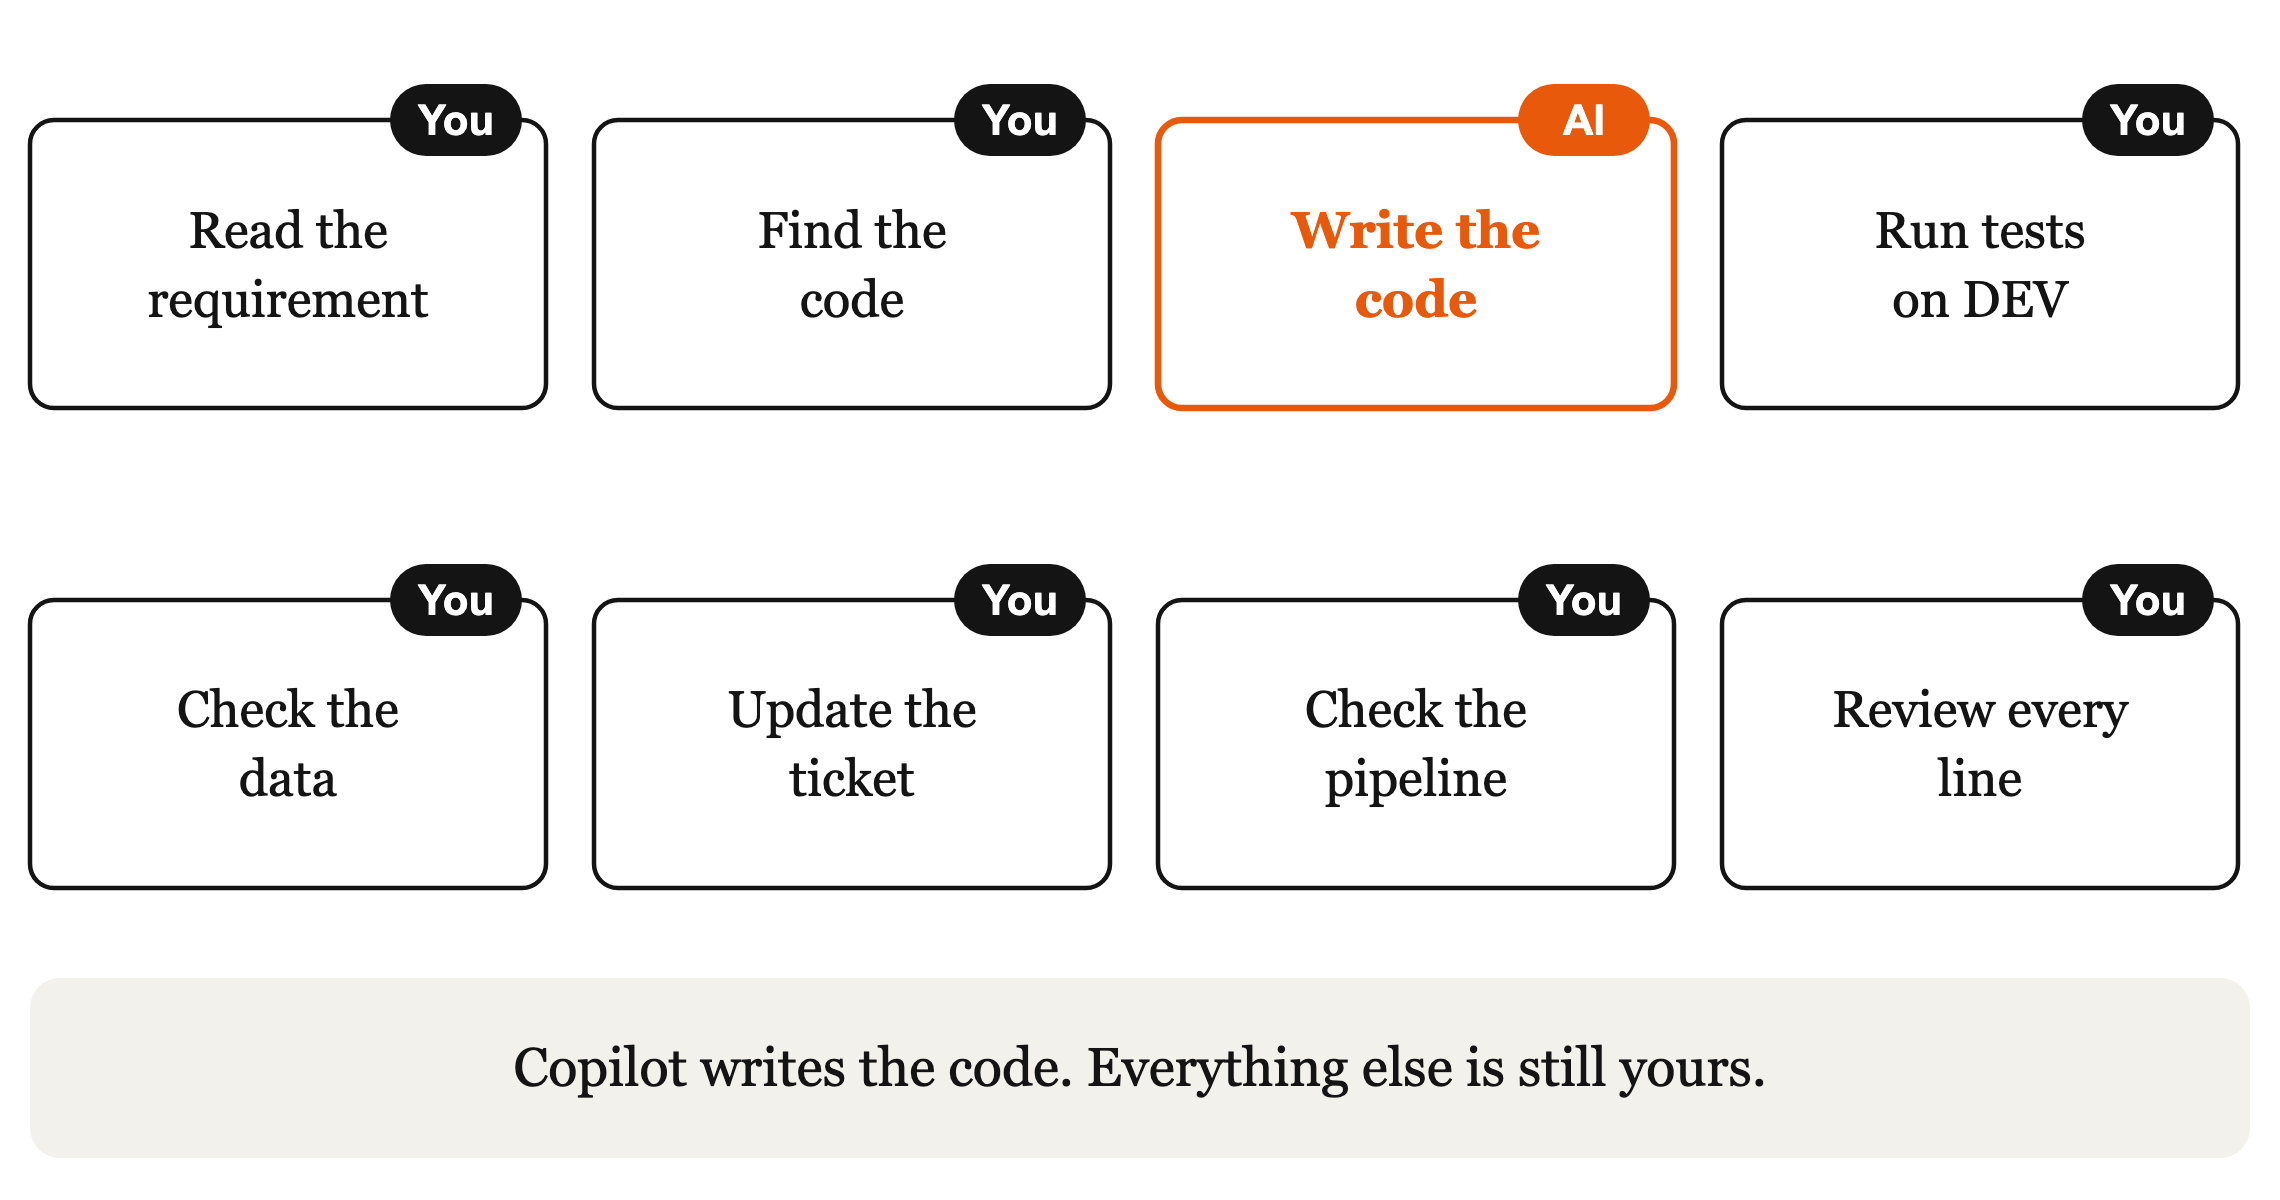 You
Read the
requirement
You
Find the
code
AI
Write the
code
You
Run tests
on DEV
You
Check the
data
You
Update the
ticket
You
Check the
pipeline
You
Review every
line
Copilot writes the code. Everything else is still yours.